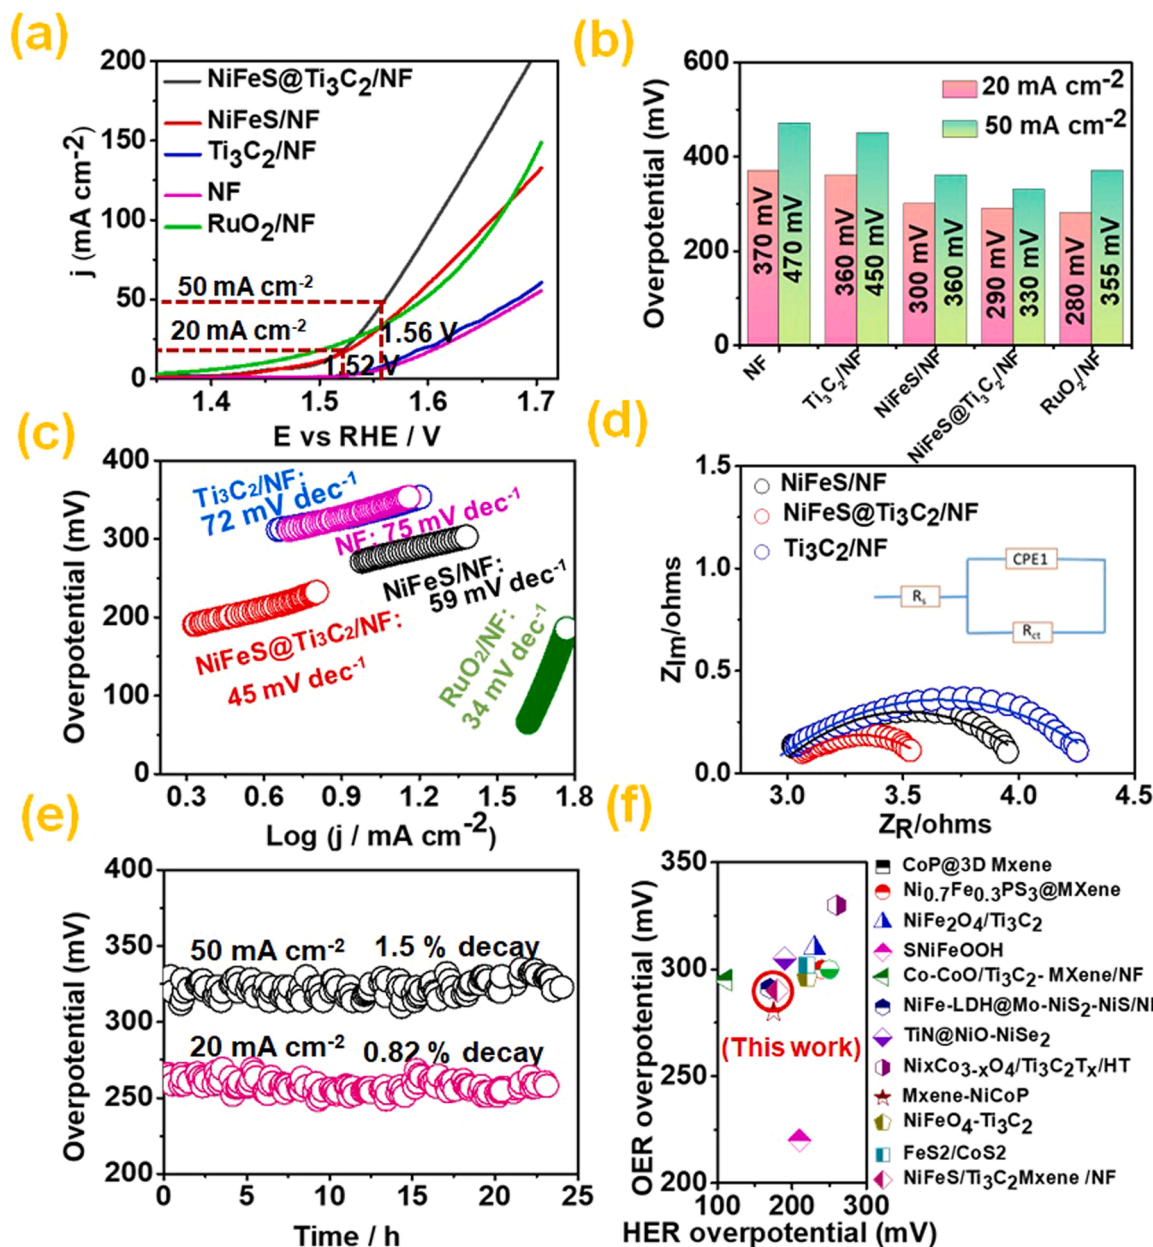 (a)
200
150
100
50
0
j (mA cm-2)
NiFeS@Ti3C2/NF
NiFeS/NF
Ti3C2/NF
NF
RuO2/NF
50 mA cm-2
20 mA cm-2
1.56 V
1.52 V
1.4 1.5 1.6 1.7
E vs RHE / V
(b)
600
400
200
0
Overpotential (mV)
20 mA cm-2
50 mA cm-2
370 mV
470 mV
360 mV
450 mV
300 mV
360 mV
290 mV
330 mV
280 mV
355 mV
NF
Ti3C2/NF
NiFeS/NF
NiFeS@Ti3C2/NF
RuO2/NF
(c)
400
300
200
100
0
Overpotential (mV)
Ti3C2/NF:
72 mV dec-1
NF: 75 mV dec-1
NiFeS/NF:
59 mV dec-1
NiFeS@Ti3C2/NF:
45 mV dec-1
RuO2/NF:
34 mV dec-1
0.3 0.6 0.9 1.2 1.5 1.8
Log (j / mA cm-2)
(d)
1.5
1.0
0.5
0.0
ZIm/ohms
NiFeS/NF
NiFeS@Ti3C2/NF
Ti3C2/NF
CPE1
Rs
Rct
3.0 3.5 4.0 4.5
ZR/ohms
(e)
400
350
300
250
200
Overpotential (mV)
50 mA cm-2 1.5 % decay
20 mA cm-2 0.82 % decay
0 5 10 15 20 25
Time / h
(f)
350
300
250
200
OER overpotential (mV)
(This work)
100 200 300
HER overpotential (mV)
CoP@3D Mxene
Ni0.7Fe0.3PS3@MXene
NiFe2O4/Ti3C2
SNiFeOOH
Co-CoO/Ti3C2- MXene/NF
NiFe-LDH@Mo-NiS2-NiS/NI
TiN@NiO-NiSe2
NixCo3-xO4/Ti3C2Tx/HT
Mxene-NiCoP
NiFeO4-Ti3C2
FeS2/CoS2
NiFeS/Ti3C2Mxene /NF